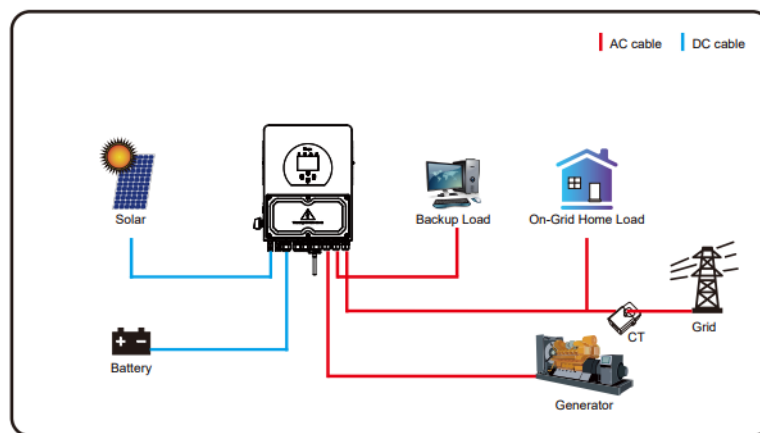 AC cable
DC cable
Solar
Backup Load
On-Grid Home Load
CT
Grid
Battery
Generator